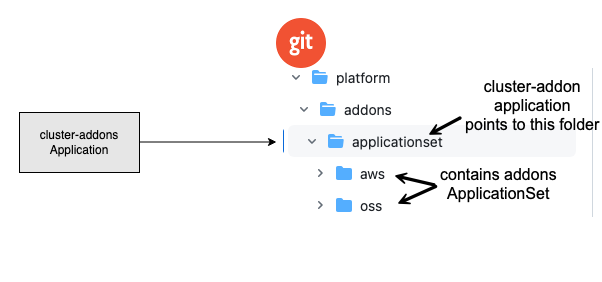 git
platform
addons
cluster-addon
application
points to this folder
cluster-addons
Application
applicationset
aws
contains addons
ApplicationSet
oss